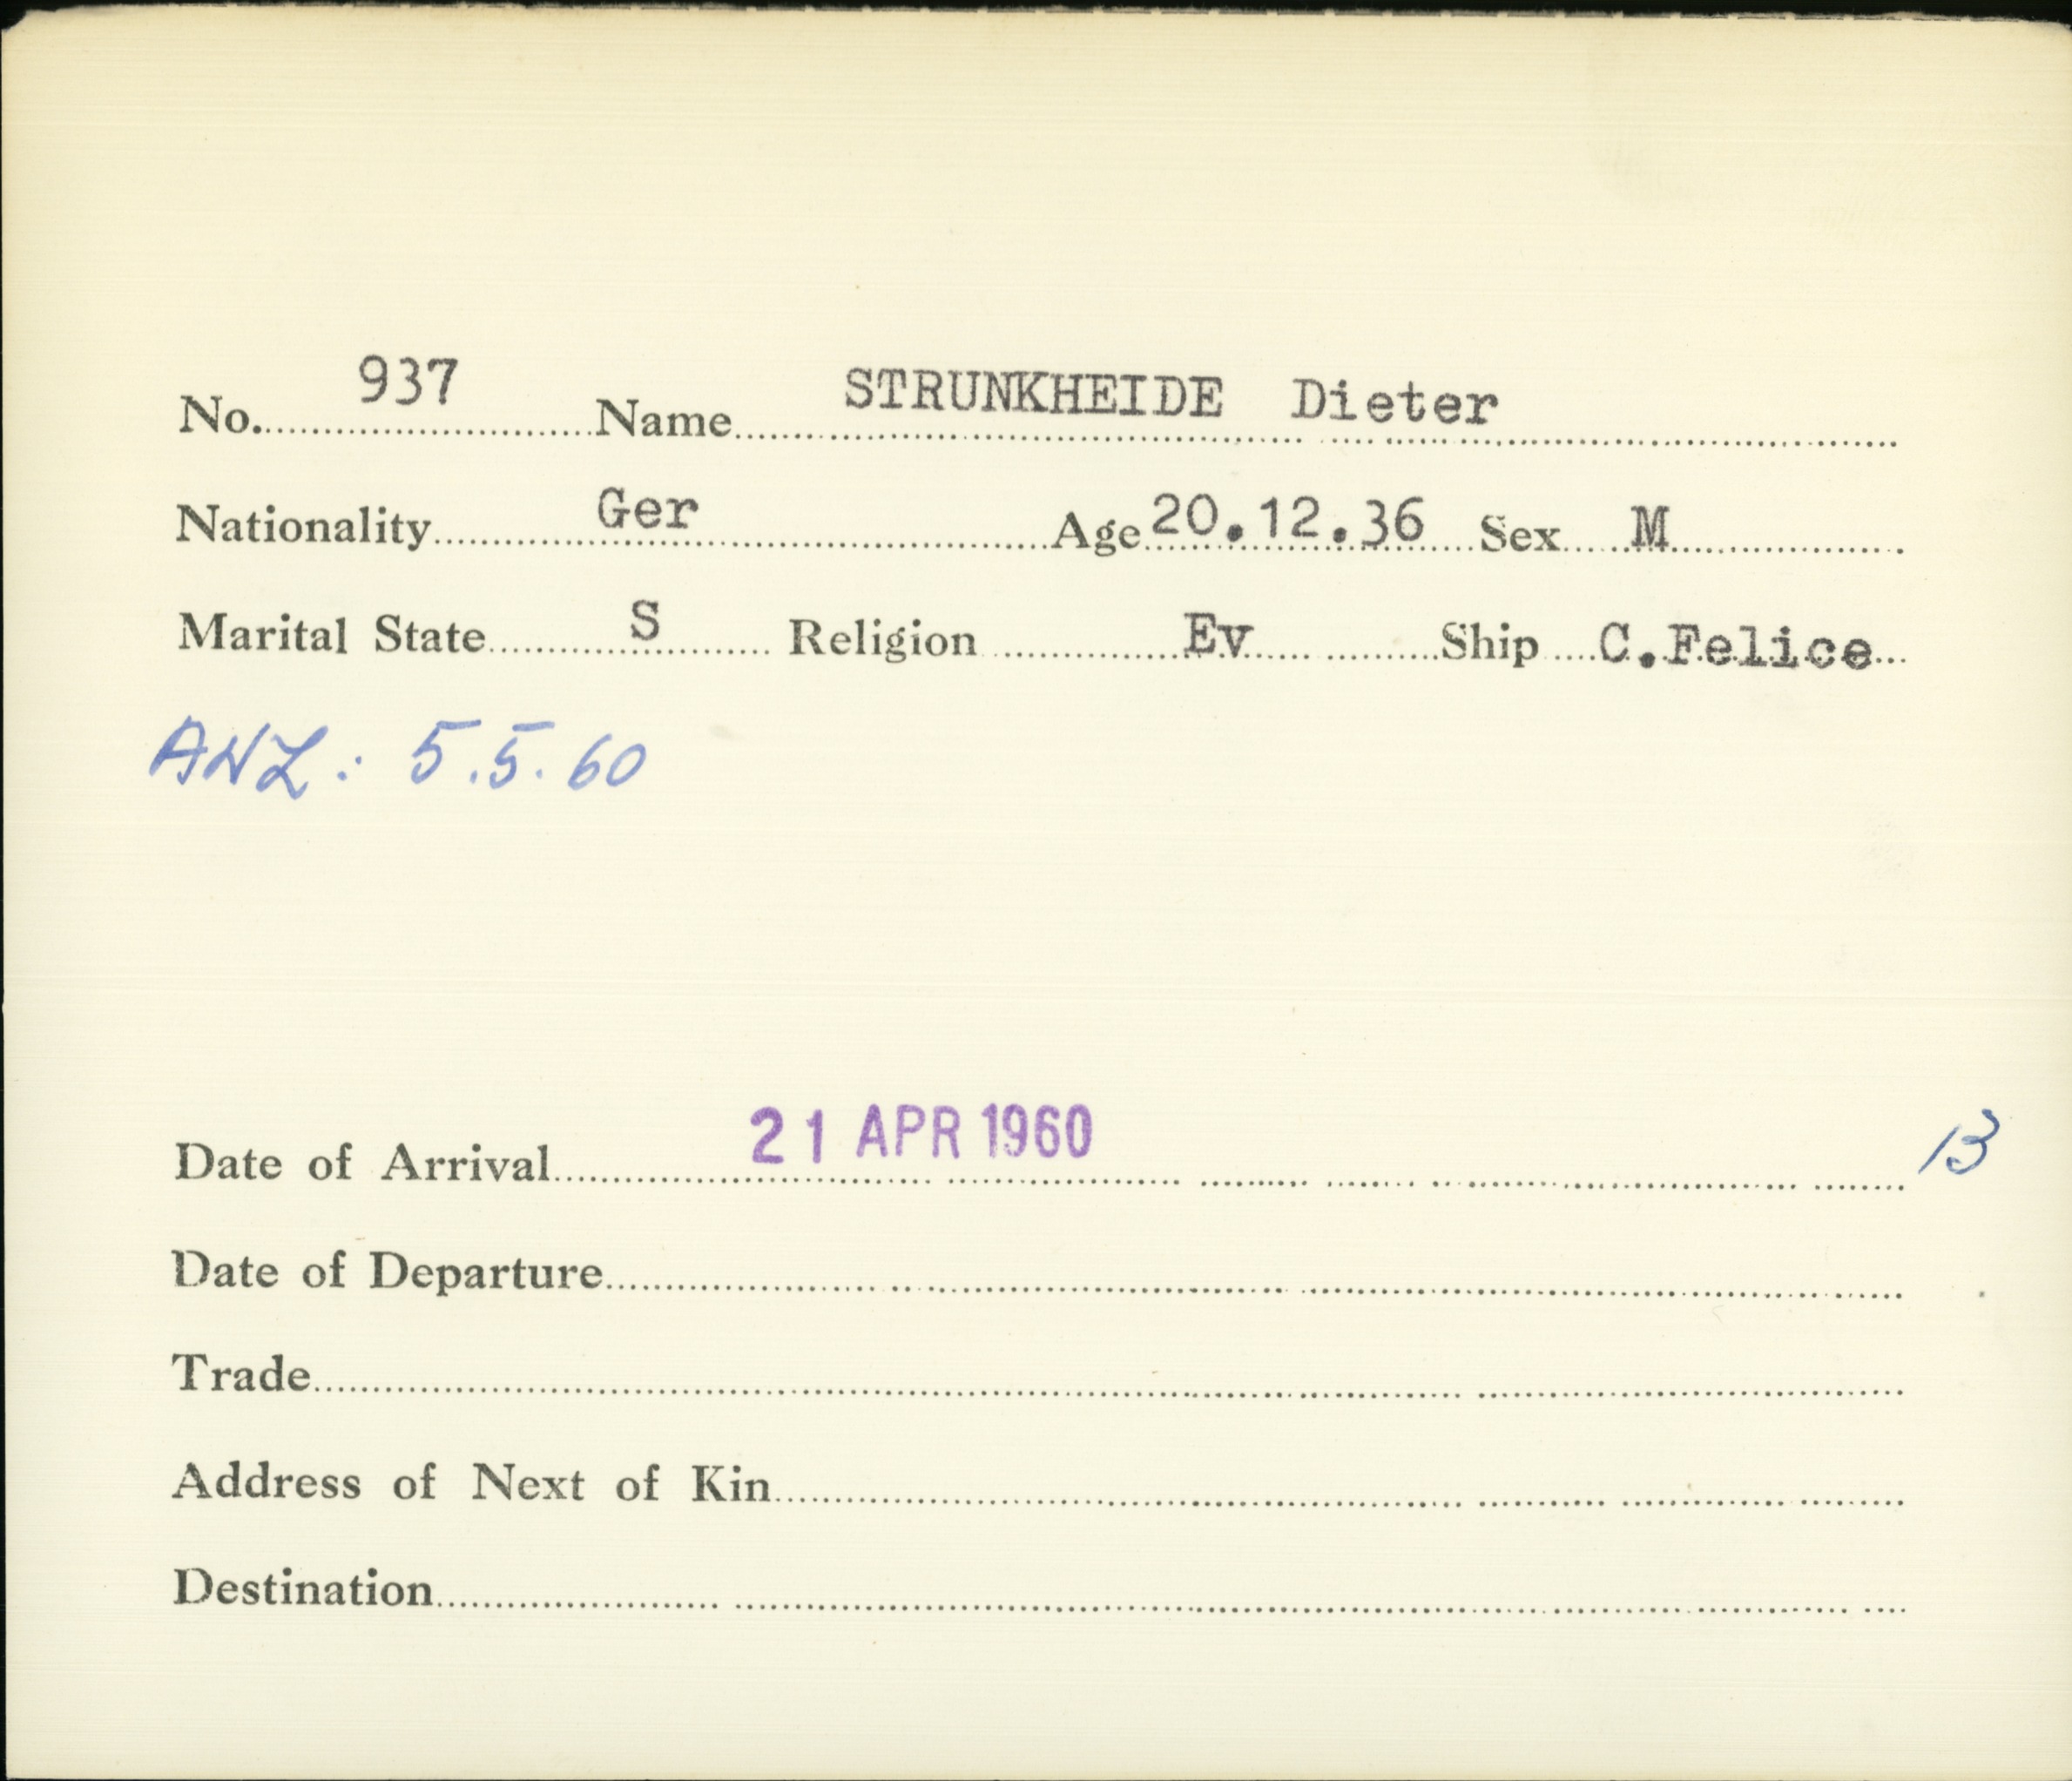 No. 937 Name STRUNKHEIDE Dieter
Nationality Ger Age 20.12.36 Sex M
Marital State S Religion Ev Ship C.Felice
ANL: 5.5.60
Date of Arrival 21 APR 1960 13
Date of Departure
Trade
Address of Next of Kin
Destination